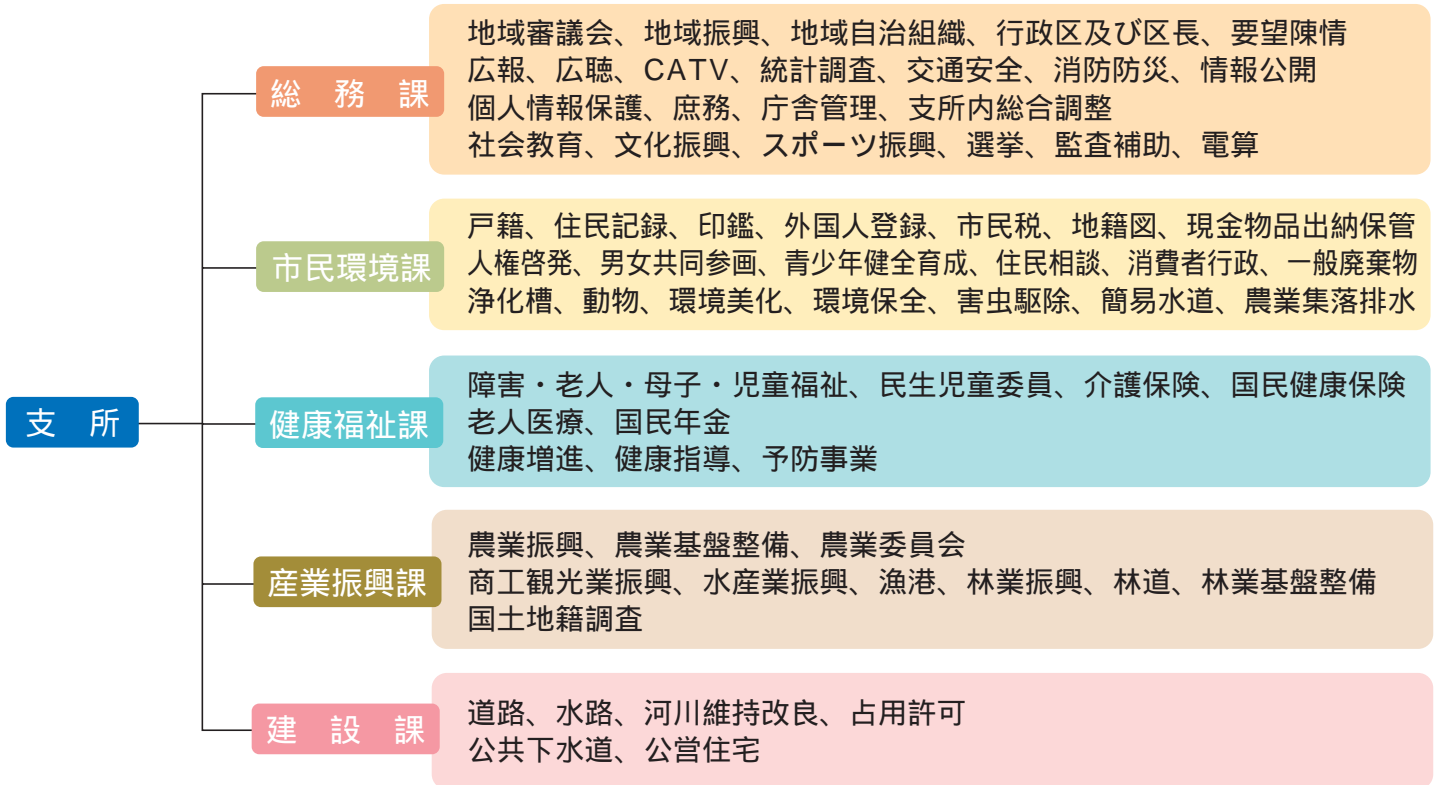 支所
総務課
地域審議会、地域振興、地域自治組織、行政区及び区長、要望陳情
広報、広聴、CATV、統計調査、交通安全、消防防災、情報公開
個人情報保護、庶務、庁舎管理、支所内総合調整
社会教育、文化振興、スポーツ振興、選挙、監査補助、電算
市民環境課
戸籍、住民記録、印鑑、外国人登録、市民税、地籍図、現金物品出納保管
人権啓発、男女共同参画、青少年健全育成、住民相談、消費者行政、一般廃棄物
浄化槽、動物、環境美化、環境保全、害虫駆除、簡易水道、農業集落排水
健康福祉課
障害・老人・母子・児童福祉、民生児童委員、介護保険、国民健康保険
老人医療、国民年金
健康増進、健康指導、予防事業
産業振興課
農業振興、農業基盤整備、農業委員会
商工観光業振興、水産業振興、漁港、林業振興、林道、林業基盤整備
国土地籍調査
建設課
道路、水路、河川維持改良、占用許可
公共下水道、公営住宅